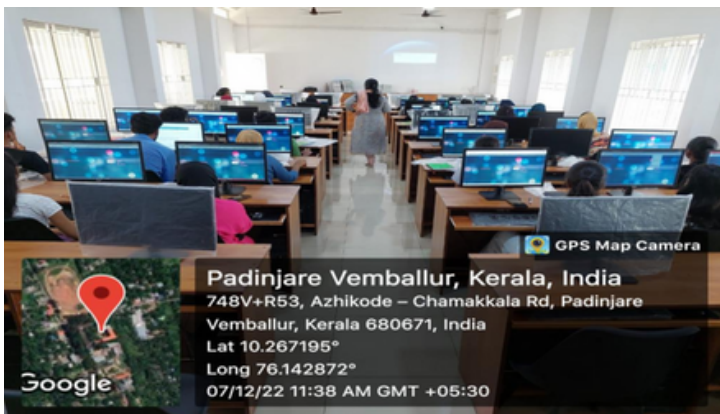 GPS Map Camera
Padinjare Vemballur, Kerala, India
748V+R53, Azhikode – Chamakkala Rd, Padinjare
Vemballur, Kerala 680671, India
Lat 10.267195°
Long 76.142872°
07/12/22 11:38 AM GMT +05:30
Google